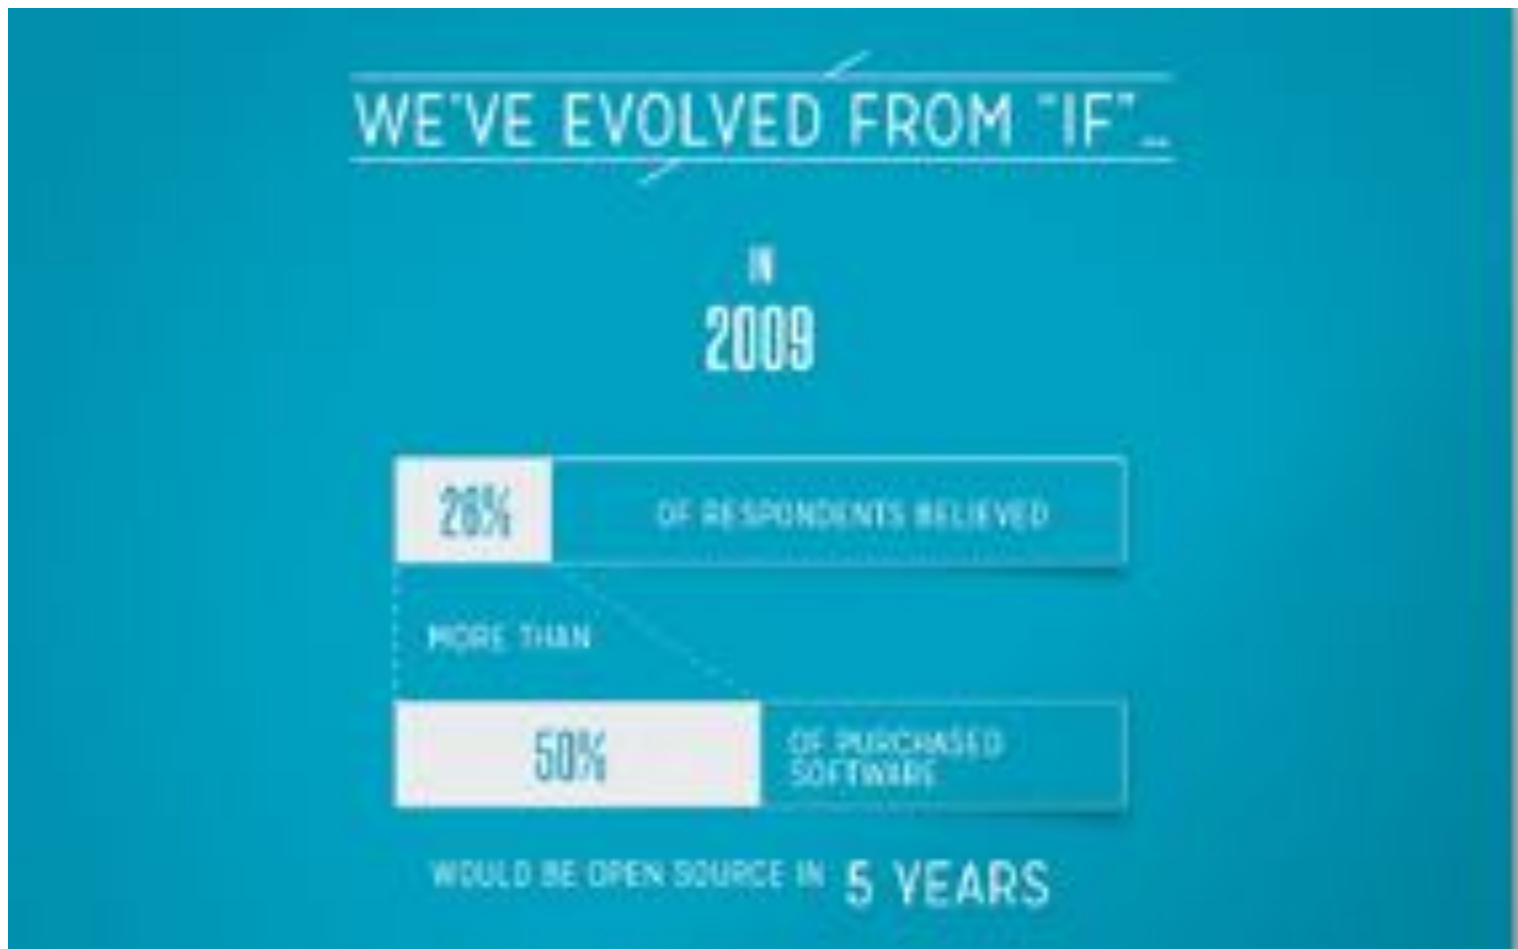 WE'VE EVOLVED FROM "IF"...
IN
2009
OF RESPONDENTS BELIEVED
MORE THAN
50%
OF PURCHASED
SOFTWARE
WOULD BE OPEN SOURCE IN 5 YEARS